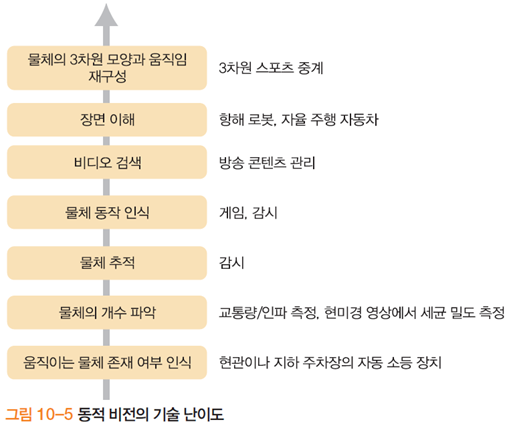 물체의 3차원 모양과 움직임
재구성
3차원 스포츠 중계
장면 이해
항해 로봇, 자율 주행 자동차
비디오 검색
방송 콘텐츠 관리
물체 동작 인식
게임, 감시
물체 추적
감시
물체의 개수 파악
교통량/인파 측정, 현미경 영상에서 세균 밀도 측정
움직이는 물체 존재 여부 인식
현관이나 지하 주차장의 자동 소등 장치
그림 10-5 동적 비전의 기술 난이도